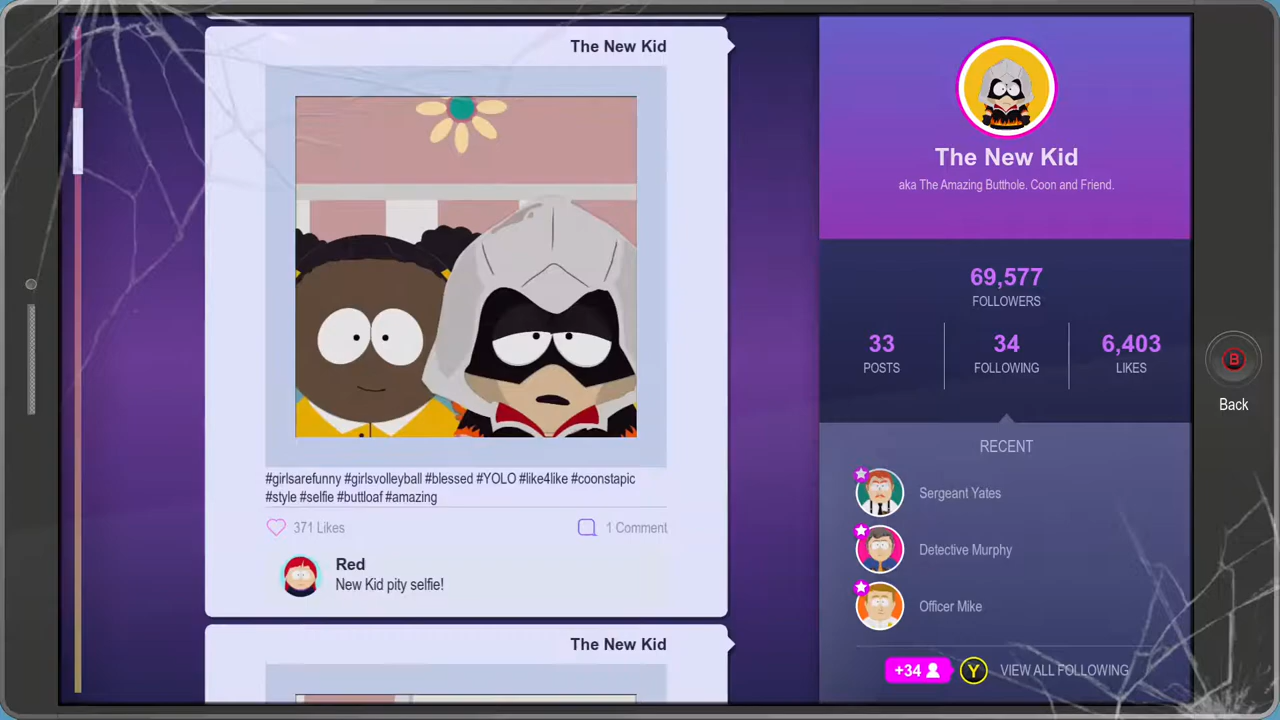 The New Kid
#girlsarefunny #girlsvolleyball #blessed #YOLO #like4like #coonstapic
#style #selfie #buttloaf #amazing
371 Likes
1 Comment
Red
New Kid pity selfie!
The New Kid
The New Kid
aka The Amazing Butthole. Coon and Friend.
69,577
FOLLOWERS
33
POSTS
34
FOLLOWING
6,403
LIKES
RECENT
Sergeant Yates
Detective Murphy
Officer Mike
+34
Y
VIEW ALL FOLLOWING
B
Back